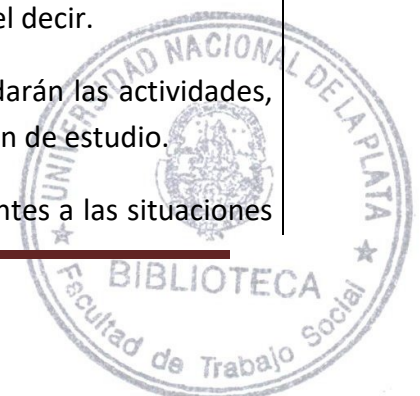 el decir.
darán las actividades,
n de estudio.
ntes a las situaciones
UNIVERSIDAD NACIONAL DE LA PLATA
BIBLIOTECA
Facultad de Trabajo Social